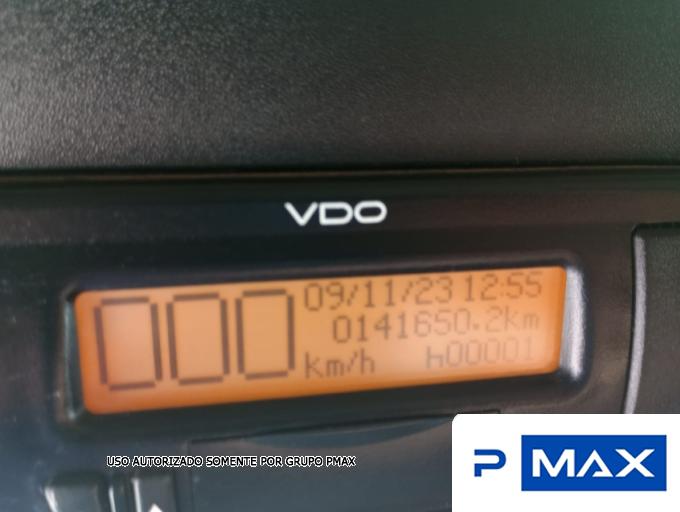 VDO
000
09/11/23 12:55
0141650.2km
km/h h00001
USO AUTORIZADO SOMENTE POR GRUPO PMAX
P MAX